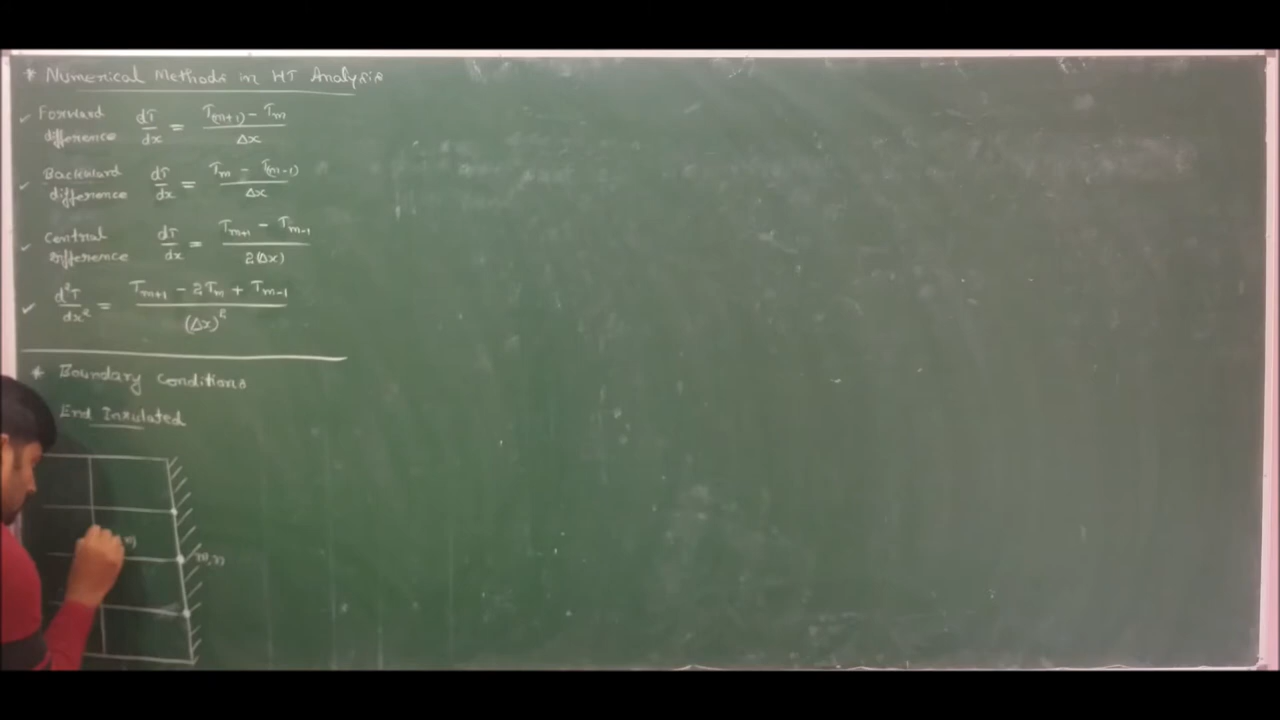 * Numerical Methods in HT Analysis
✓ Forward difference dT/dx = (T(m+1) - Tm)/Δx
✓ Backward difference dT/dx = (Tm - T(m-1))/Δx
✓ Central difference dT/dx = (Tm+1 - Tm-1)/2(Δx)
✓ d²T/dx² = (Tm+1 - 2Tm + Tm-1)/(Δx)²
* Boundary Conditions
End Insulated
m,n